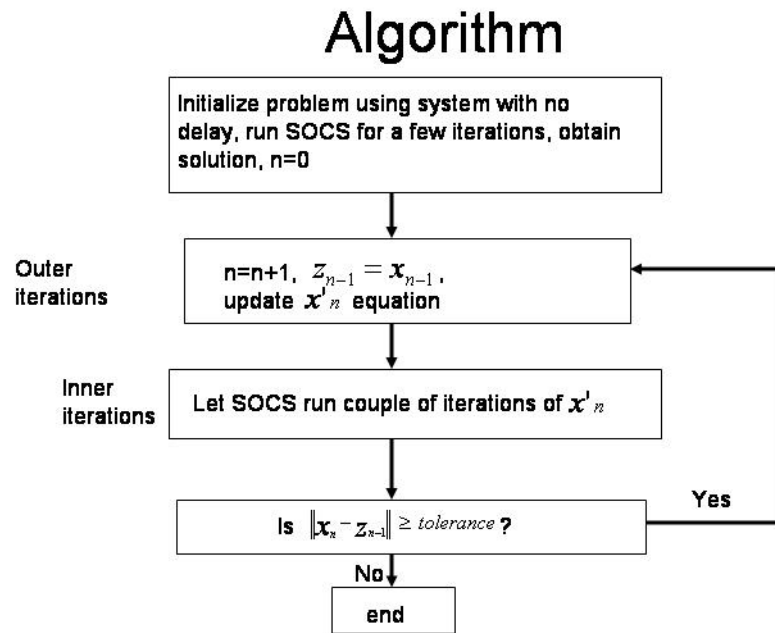 Algorithm
Initialize problem using system with no
delay, run SOCS for a few iterations, obtain
solution, n=0
Outer
iterations
n=n+1, z_{n-1} = x_{n-1},
update x'_n equation
Inner
iterations
Let SOCS run couple of iterations of x'_n
Is ‖x_n - z_{n-1}‖ ≥ tolerance ?
Yes
No
end